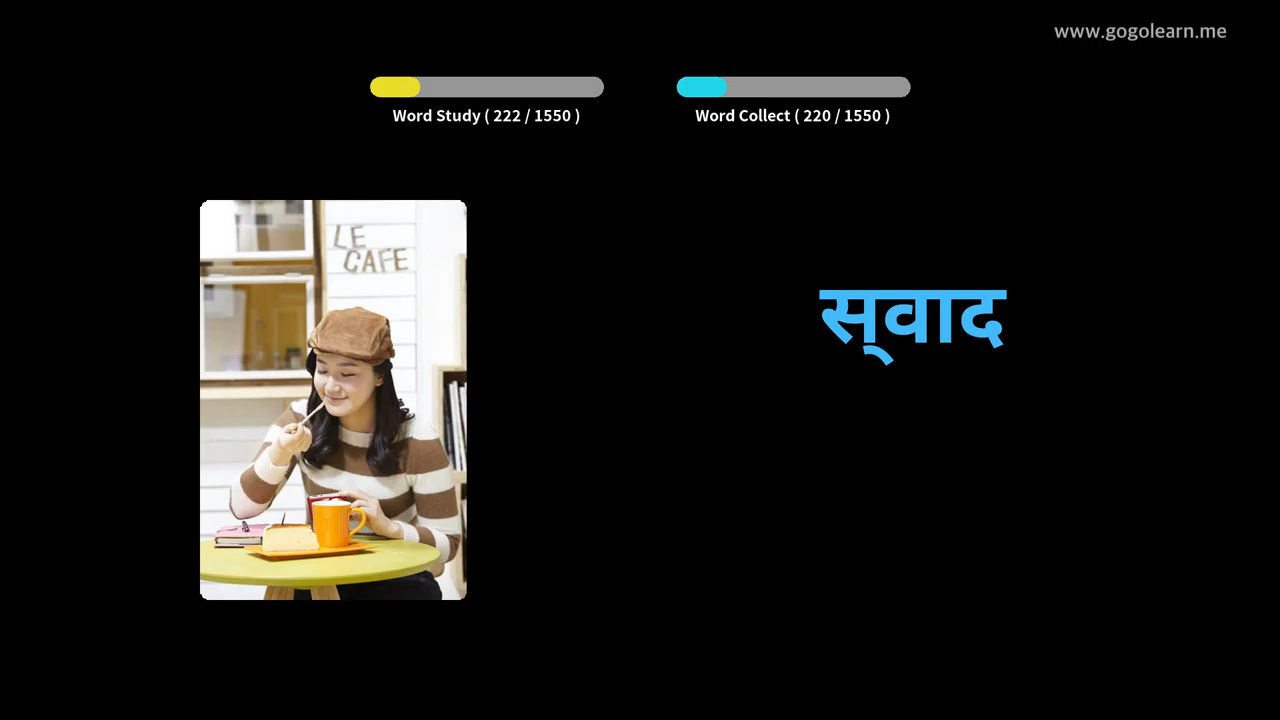 www.gogolearn.me
Word Study ( 222 / 1550 )
Word Collect ( 220 / 1550 )
LE
CAFE
स्‌वाद